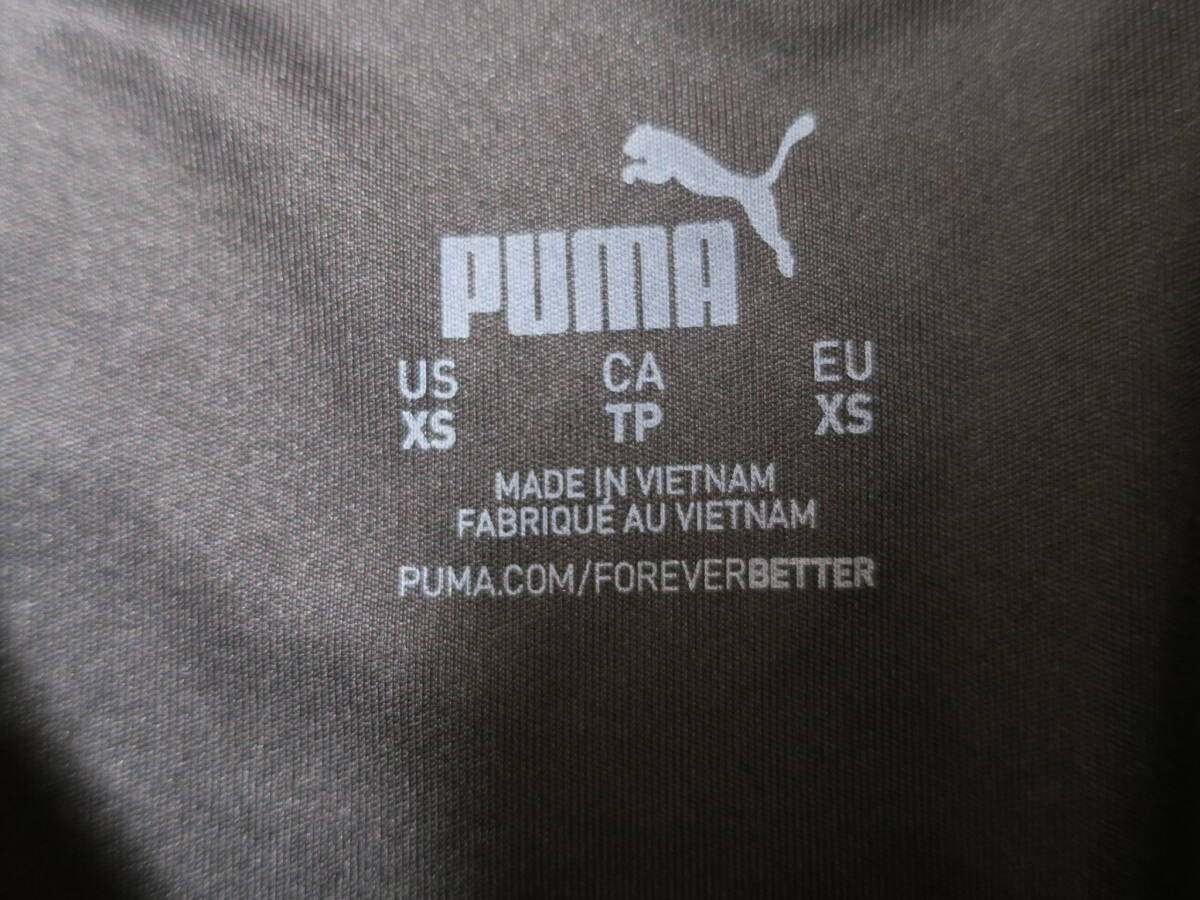 PUMA
US CA EU
XS TP XS
MADE IN VIETNAM
FABRIQUÉ AU VIETNAM
PUMA.COM/FOREVERBETTER